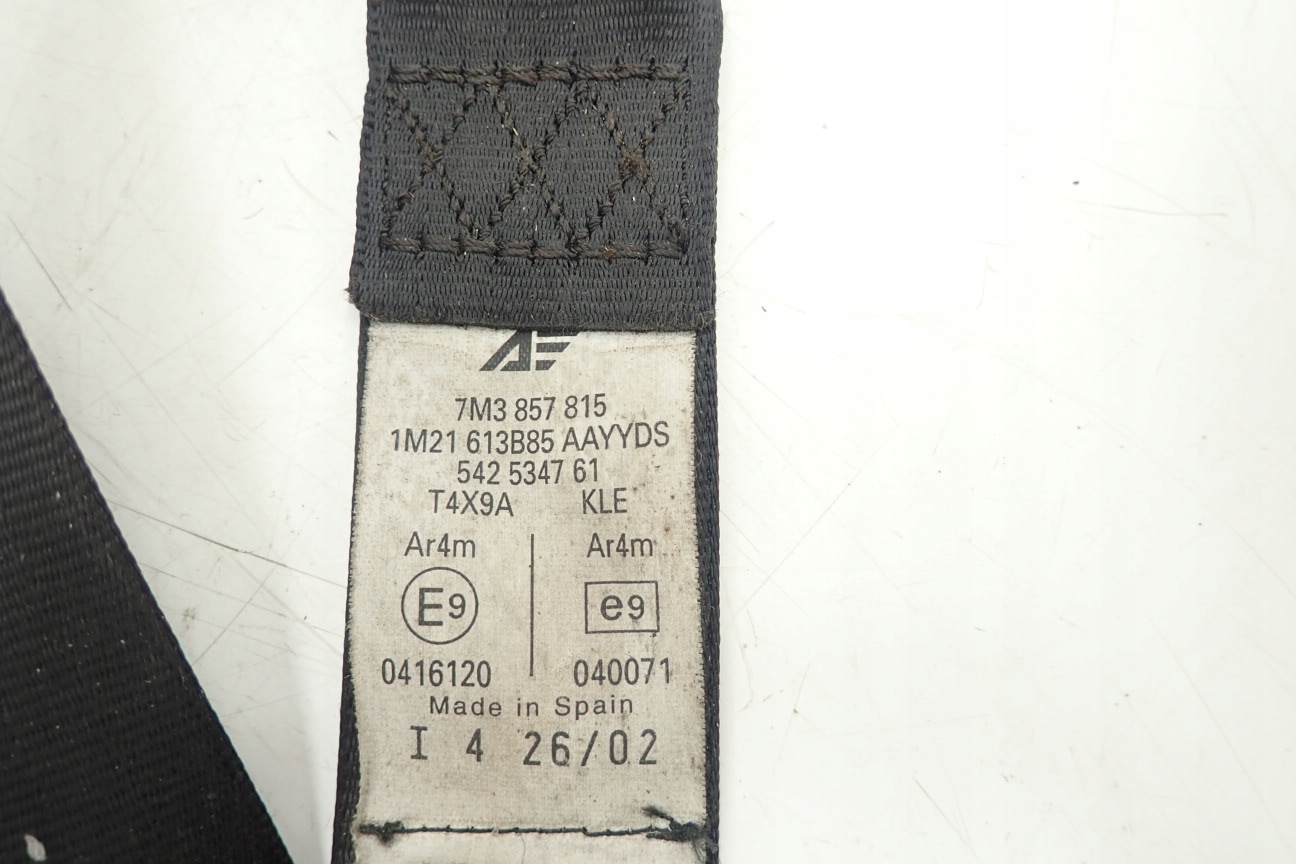 AE
7M3 857 815
1M21 613B85 AAYYDS
542 5347 61
T4X9A KLE
Ar4m Ar4m
E9 e9
0416120 040071
Made in Spain
I 4 26/02